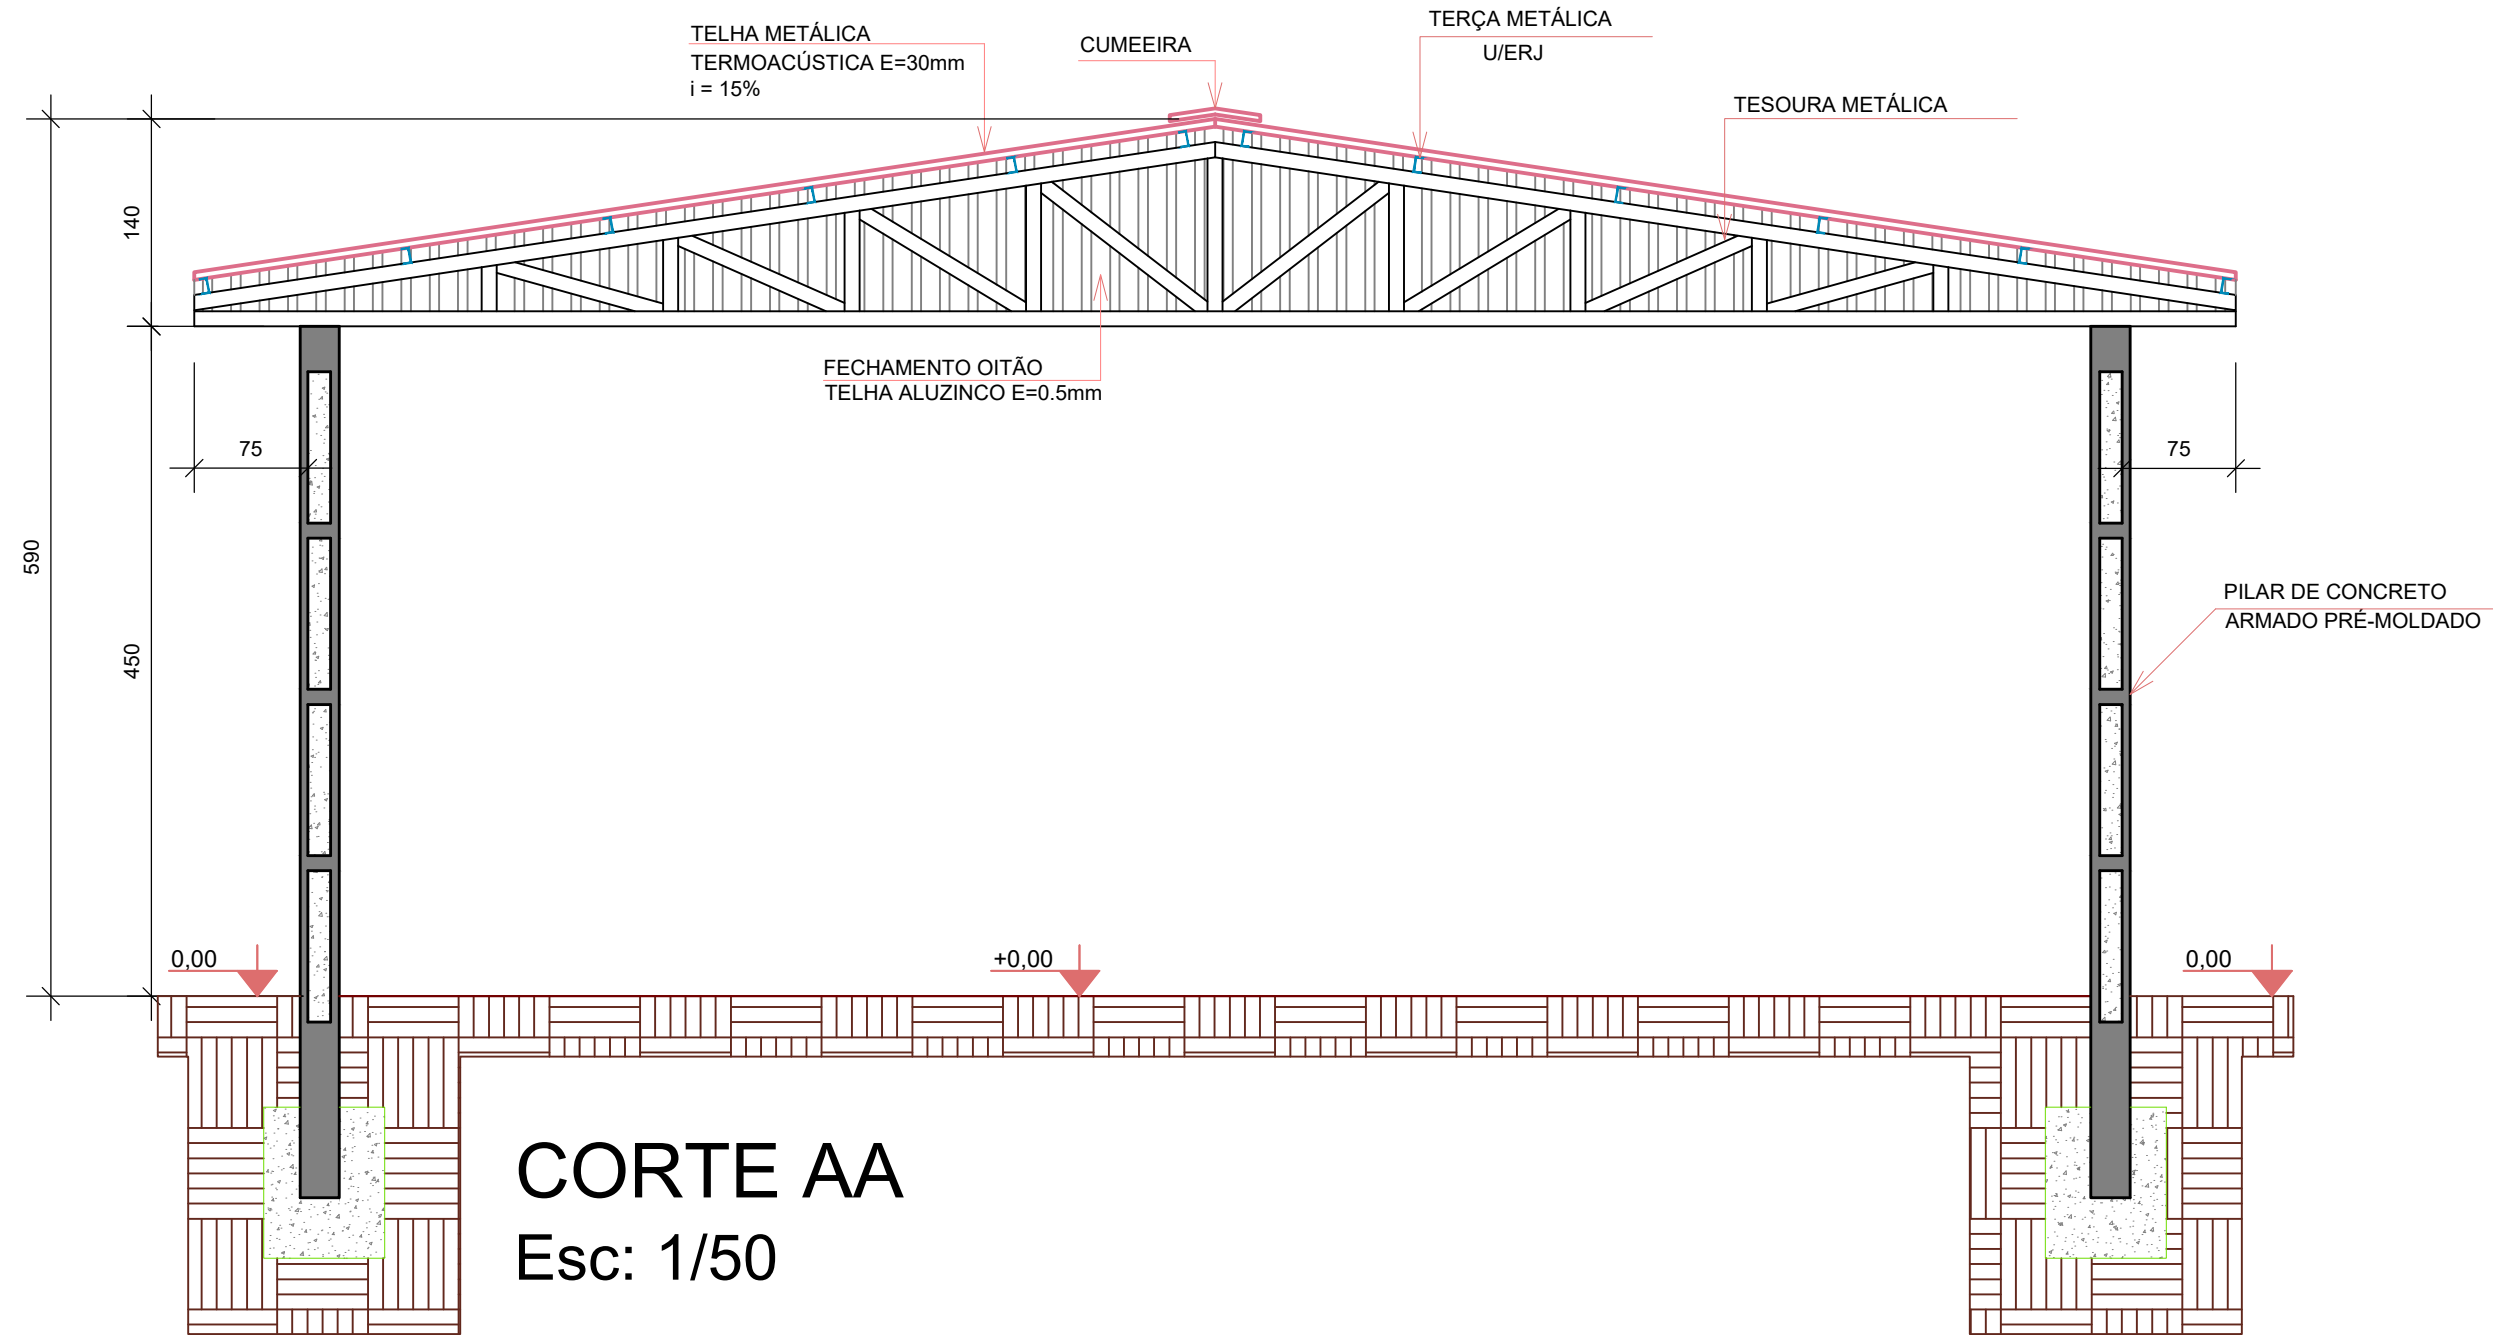 TELHA METÁLICA
TERMOACÚSTICA E=30mm
i = 15%
CUMEEIRA
TERÇA METÁLICA
U/ERJ
TESOURA METÁLICA
140
FECHAMENTO OITÃO
TELHA ALUZINCO E=0.5mm
75
75
590
450
PILAR DE CONCRETO
ARMADO PRÉ-MOLDADO
0,00
+0,00
0,00
CORTE AA
Esc: 1/50